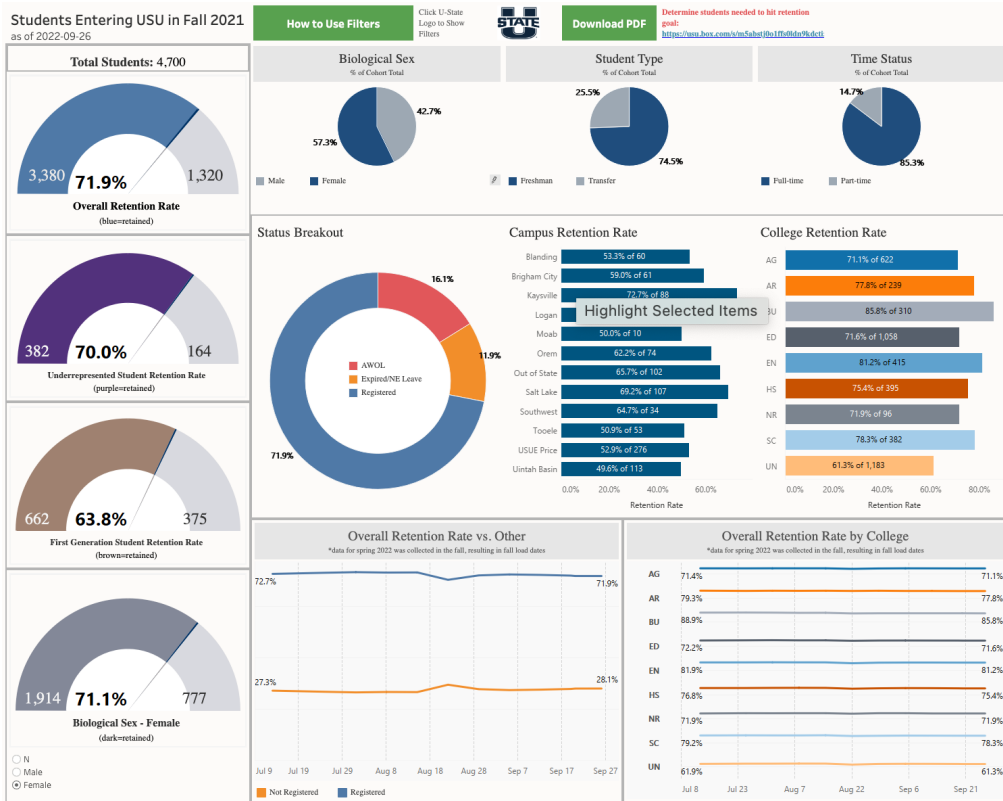 Students Entering USU in Fall 2021
as of 2022-09-26
How to Use Filters
Click U-State
Logo to Show
Filters
U
STATE
Download PDF
Determine students needed to hit retention
goal:
Total Students: 4,700
3,380
71.9%
1,320
Overall Retention Rate
(blue=retained)
382
70.0%
164
Underrepresented Student Retention Rate
(purple=retained)
662
63.8%
375
First Generation Student Retention Rate
(brown=retained)
1,914
71.1%
777
Biological Sex - Female
(dark=retained)
N
Male
Female
Biological Sex
% of Cohort Total
42.7%
57.3%
Male
Female
Student Type
% of Cohort Total
25.5%
74.5%
Freshman
Transfer
Time Status
% of Cohort Total
14.7%
85.3%
Full-time
Part-time
Status Breakout
16.1%
11.9%
71.9%
AWOL
Expired/NE Leave
Registered
Campus Retention Rate
Blanding 53.3% of 60
Brigham City 59.0% of 61
Kaysville 72.7% of 88
Logan
Highlight Selected Items
Moab 50.0% of 10
Orem 62.2% of 74
Out of State 65.7% of 102
Salt Lake 69.2% of 107
Southwest 64.7% of 34
Tooele 50.9% of 53
USUE Price 52.9% of 276
Uintah Basin 49.6% of 113
0.0% 20.0% 40.0% 60.0%
Retention Rate
College Retention Rate
AG 71.1% of 622
AR 77.8% of 239
BU 85.8% of 310
ED 71.6% of 1,058
EN 81.2% of 415
HS 75.4% of 395
NR 71.9% of 96
SC 78.3% of 382
UN 61.3% of 1,183
0.0% 20.0% 40.0% 60.0% 80.0%
Retention Rate
Overall Retention Rate vs. Other
*data for spring 2022 was collected in the fall, resulting in fall load dates
72.7% 71.9%
27.3% 28.1%
Jul 9 Jul 19 Jul 29 Aug 8 Aug 18 Aug 28 Sep 7 Sep 17 Sep 27
Not Registered
Registered
Overall Retention Rate by College
*data for spring 2022 was collected in the fall, resulting in fall load dates
AG 71.4% 71.1%
AR 79.3% 77.8%
BU 88.9% 85.8%
ED 72.2% 71.6%
EN 81.9% 81.2%
HS 76.8% 75.4%
NR 71.9% 71.9%
SC 79.2% 78.3%
UN 61.9% 61.3%
Jul 8 Jul 23 Aug 7 Aug 22 Sep 6 Sep 21